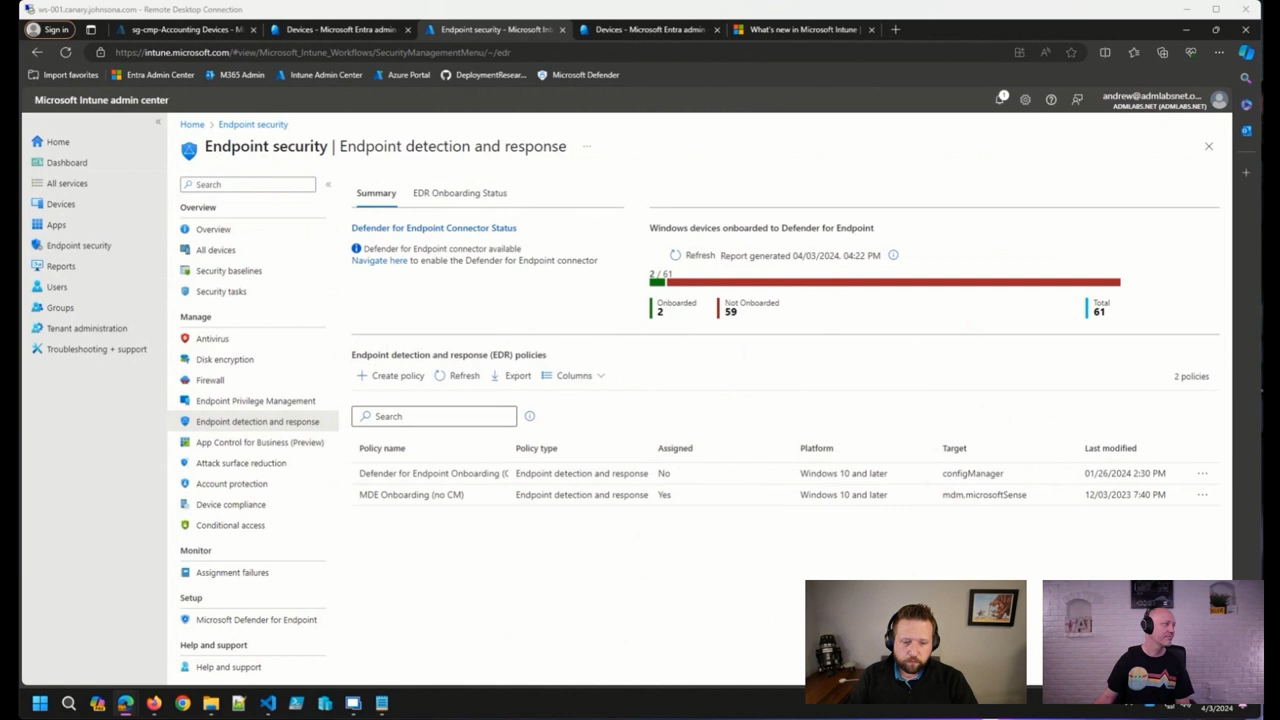 ws-001.canary.johnsona.com - Remote Desktop Connection
Sign in
sg-cmp-Accounting Devices - M
Devices - Microsoft Entra admin
Endpoint security - Microsoft Int
Devices - Microsoft Entra admin
What's new in Microsoft Intune |
https://intune.microsoft.com/#view/Microsoft_Intune_Workflows/SecurityManagementMenu/~/edr
Import favorites
Entra Admin Center
M365 Admin
Intune Admin Center
Azure Portal
DeploymentResear...
Microsoft Defender
Microsoft Intune admin center
1
andrew@admlabsnet.o...
ADMLABS.NET (ADMLABS.NET)
Home
Dashboard
All services
Devices
Apps
Endpoint security
Reports
Users
Groups
Tenant administration
Troubleshooting + support
Home > Endpoint security
Endpoint security | Endpoint detection and response ...
Search
Overview
Overview
All devices
Security baselines
Security tasks
Manage
Antivirus
Disk encryption
Firewall
Endpoint Privilege Management
Endpoint detection and response
App Control for Business (Preview)
Attack surface reduction
Account protection
Device compliance
Conditional access
Monitor
Assignment failures
Setup
Microsoft Defender for Endpoint
Help and support
Help and support
Summary
EDR Onboarding Status
Defender for Endpoint Connector Status
Defender for Endpoint connector available
Navigate here to enable the Defender for Endpoint connector
Windows devices onboarded to Defender for Endpoint
Refresh Report generated 04/03/2024, 04:22 PM
2 / 61
Onboarded
2
Not Onboarded
59
Total
61
Endpoint detection and response (EDR) policies
Create policy
Refresh
Export
Columns
2 policies
Search
Policy name Policy type Assigned Platform Target Last modified
Defender for Endpoint Onboarding (C Endpoint detection and response No Windows 10 and later configManager 01/26/2024 2:30 PM
MDE Onboarding (no CM) Endpoint detection and response Yes Windows 10 and later mdm,microsoftSense 12/03/2023 7:40 PM
4/3/2024